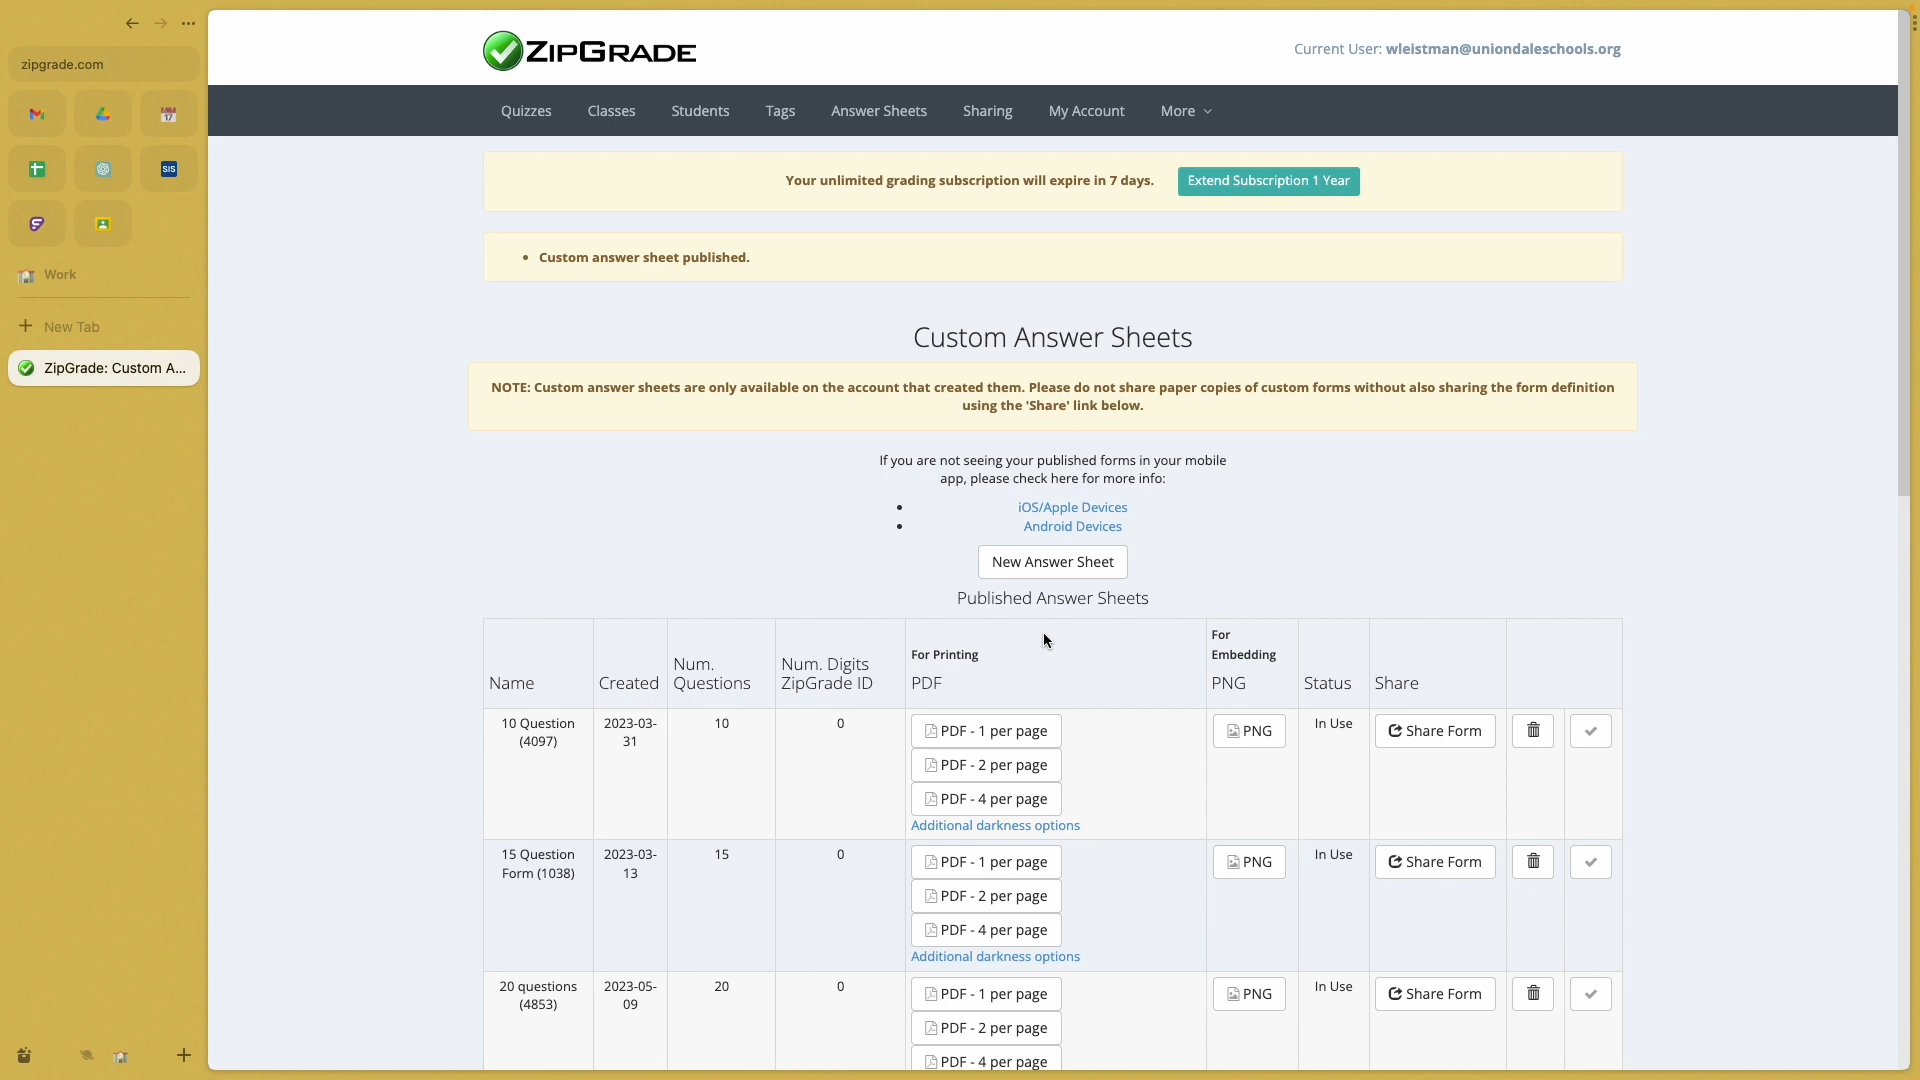 zipgrade.com
17
SIS
Work
New Tab
ZipGrade: Custom A...
ZIPGRADE
Current User: wleistman@uniondaleschools.org
Quizzes
Classes
Students
Tags
Answer Sheets
Sharing
My Account
More
Your unlimited grading subscription will expire in 7 days.
Extend Subscription 1 Year
• Custom answer sheet published.
Custom Answer Sheets
NOTE: Custom answer sheets are only available on the account that created them. Please do not share paper copies of custom forms without also sharing the form definition
using the 'Share' link below.
If you are not seeing your published forms in your mobile
app, please check here for more info:
• iOS/Apple Devices
• Android Devices
New Answer Sheet
Published Answer Sheets
Name
Created
Num.
Questions
Num. Digits
ZipGrade ID
For Printing
PDF
For
Embedding
PNG
Status
Share
10 Question
(4097)
2023-03-
31
10
0
PDF - 1 per page
PDF - 2 per page
PDF - 4 per page
Additional darkness options
PNG
In Use
Share Form
15 Question
Form (1038)
2023-03-
13
15
0
PDF - 1 per page
PDF - 2 per page
PDF - 4 per page
Additional darkness options
PNG
In Use
Share Form
20 questions
(4853)
2023-05-
09
20
0
PDF - 1 per page
PDF - 2 per page
PDF - 4 per page
PNG
In Use
Share Form